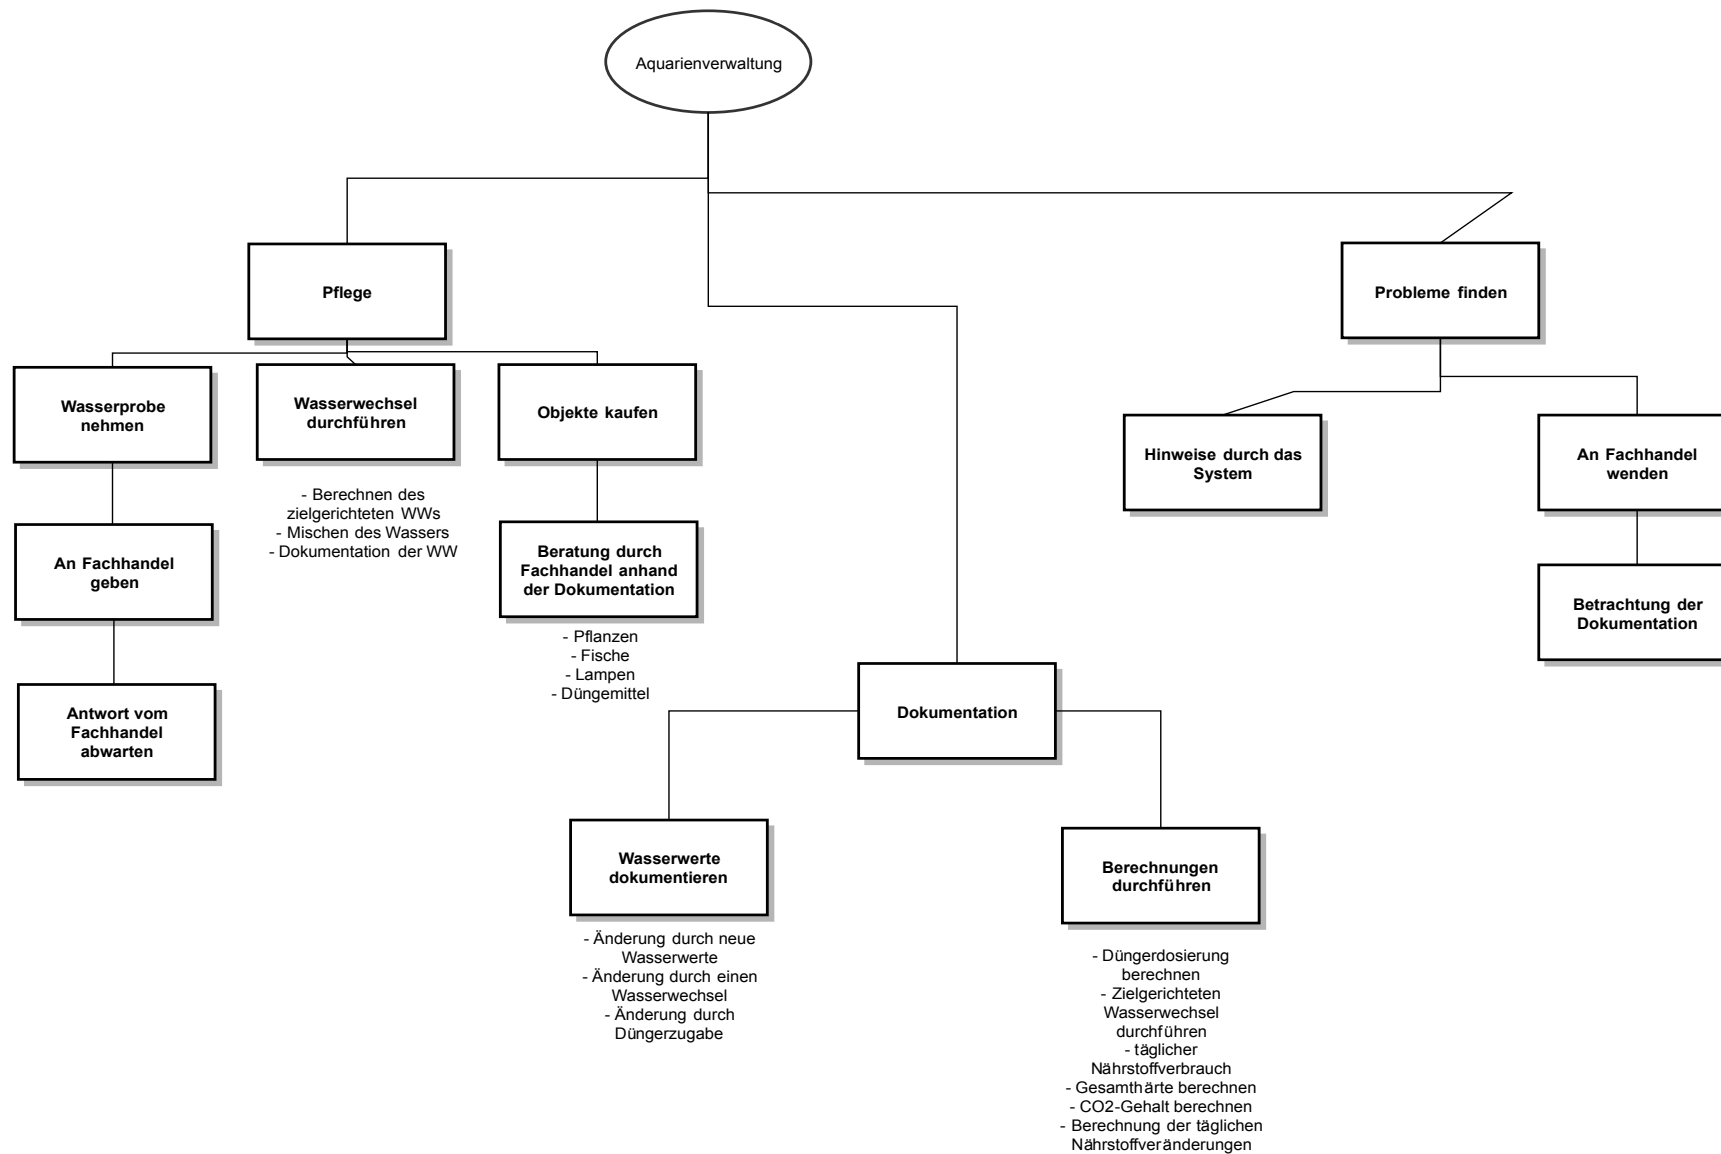 Aquarienverwaltung
Pflege
Probleme finden
Wasserprobe
nehmen
Wasserwechsel
durchführen
Objekte kaufen
Hinweise durch das
System
An Fachhandel
wenden
- Berechnen des
zielgerichteten WWs
- Mischen des Wassers
- Dokumentation der WW
An Fachhandel
geben
Beratung durch
Fachhandel anhand
der Dokumentation
Betrachtung der
Dokumentation
- Pflanzen
- Fische
- Lampen
- Düngemittel
Antwort vom
Fachhandel
abwarten
Dokumentation
Wasserwerte
dokumentieren
Berechnungen
durchführen
- Änderung durch neue
Wasserwerte
- Änderung durch einen
Wasserwechsel
- Änderung durch
Düngerzugabe
- Düngerdosierung
berechnen
- Zielgerichteten
Wasserwechsel
durchführen
- täglicher
Nährstoffverbrauch
- Gesamthärte berechnen
- CO2-Gehalt berechnen
- Berechnung der täglichen
Nährstoffveränderungen